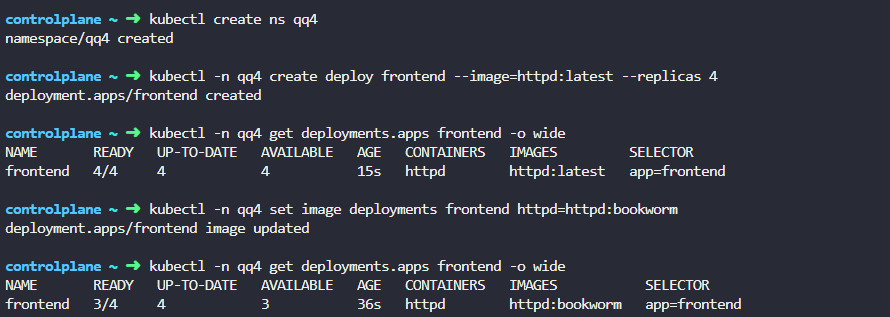 controlplane ~ ➜ kubectl create ns qq4
namespace/qq4 created
controlplane ~ ➜ kubectl -n qq4 create deploy frontend --image=httpd:latest --replicas 4
deployment.apps/frontend created
controlplane ~ ➜ kubectl -n qq4 get deployments.apps frontend -o wide
NAME READY UP-TO-DATE AVAILABLE AGE CONTAINERS IMAGES SELECTOR
frontend 4/4 4 4 15s httpd httpd:latest app=frontend
controlplane ~ ➜ kubectl -n qq4 set image deployments frontend httpd=httpd:bookworm
deployment.apps/frontend image updated
controlplane ~ ➜ kubectl -n qq4 get deployments.apps frontend -o wide
NAME READY UP-TO-DATE AVAILABLE AGE CONTAINERS IMAGES SELECTOR
frontend 3/4 4 3 36s httpd httpd:bookworm app=frontend